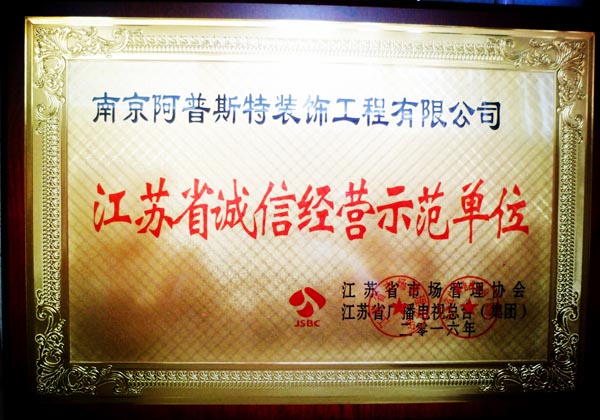 南京阿普斯特装饰工程有限公司
江苏省诚信经营示范单位
JSBC
江苏省市场管理协会
江苏省广播电视总台（集团）
二零一六年